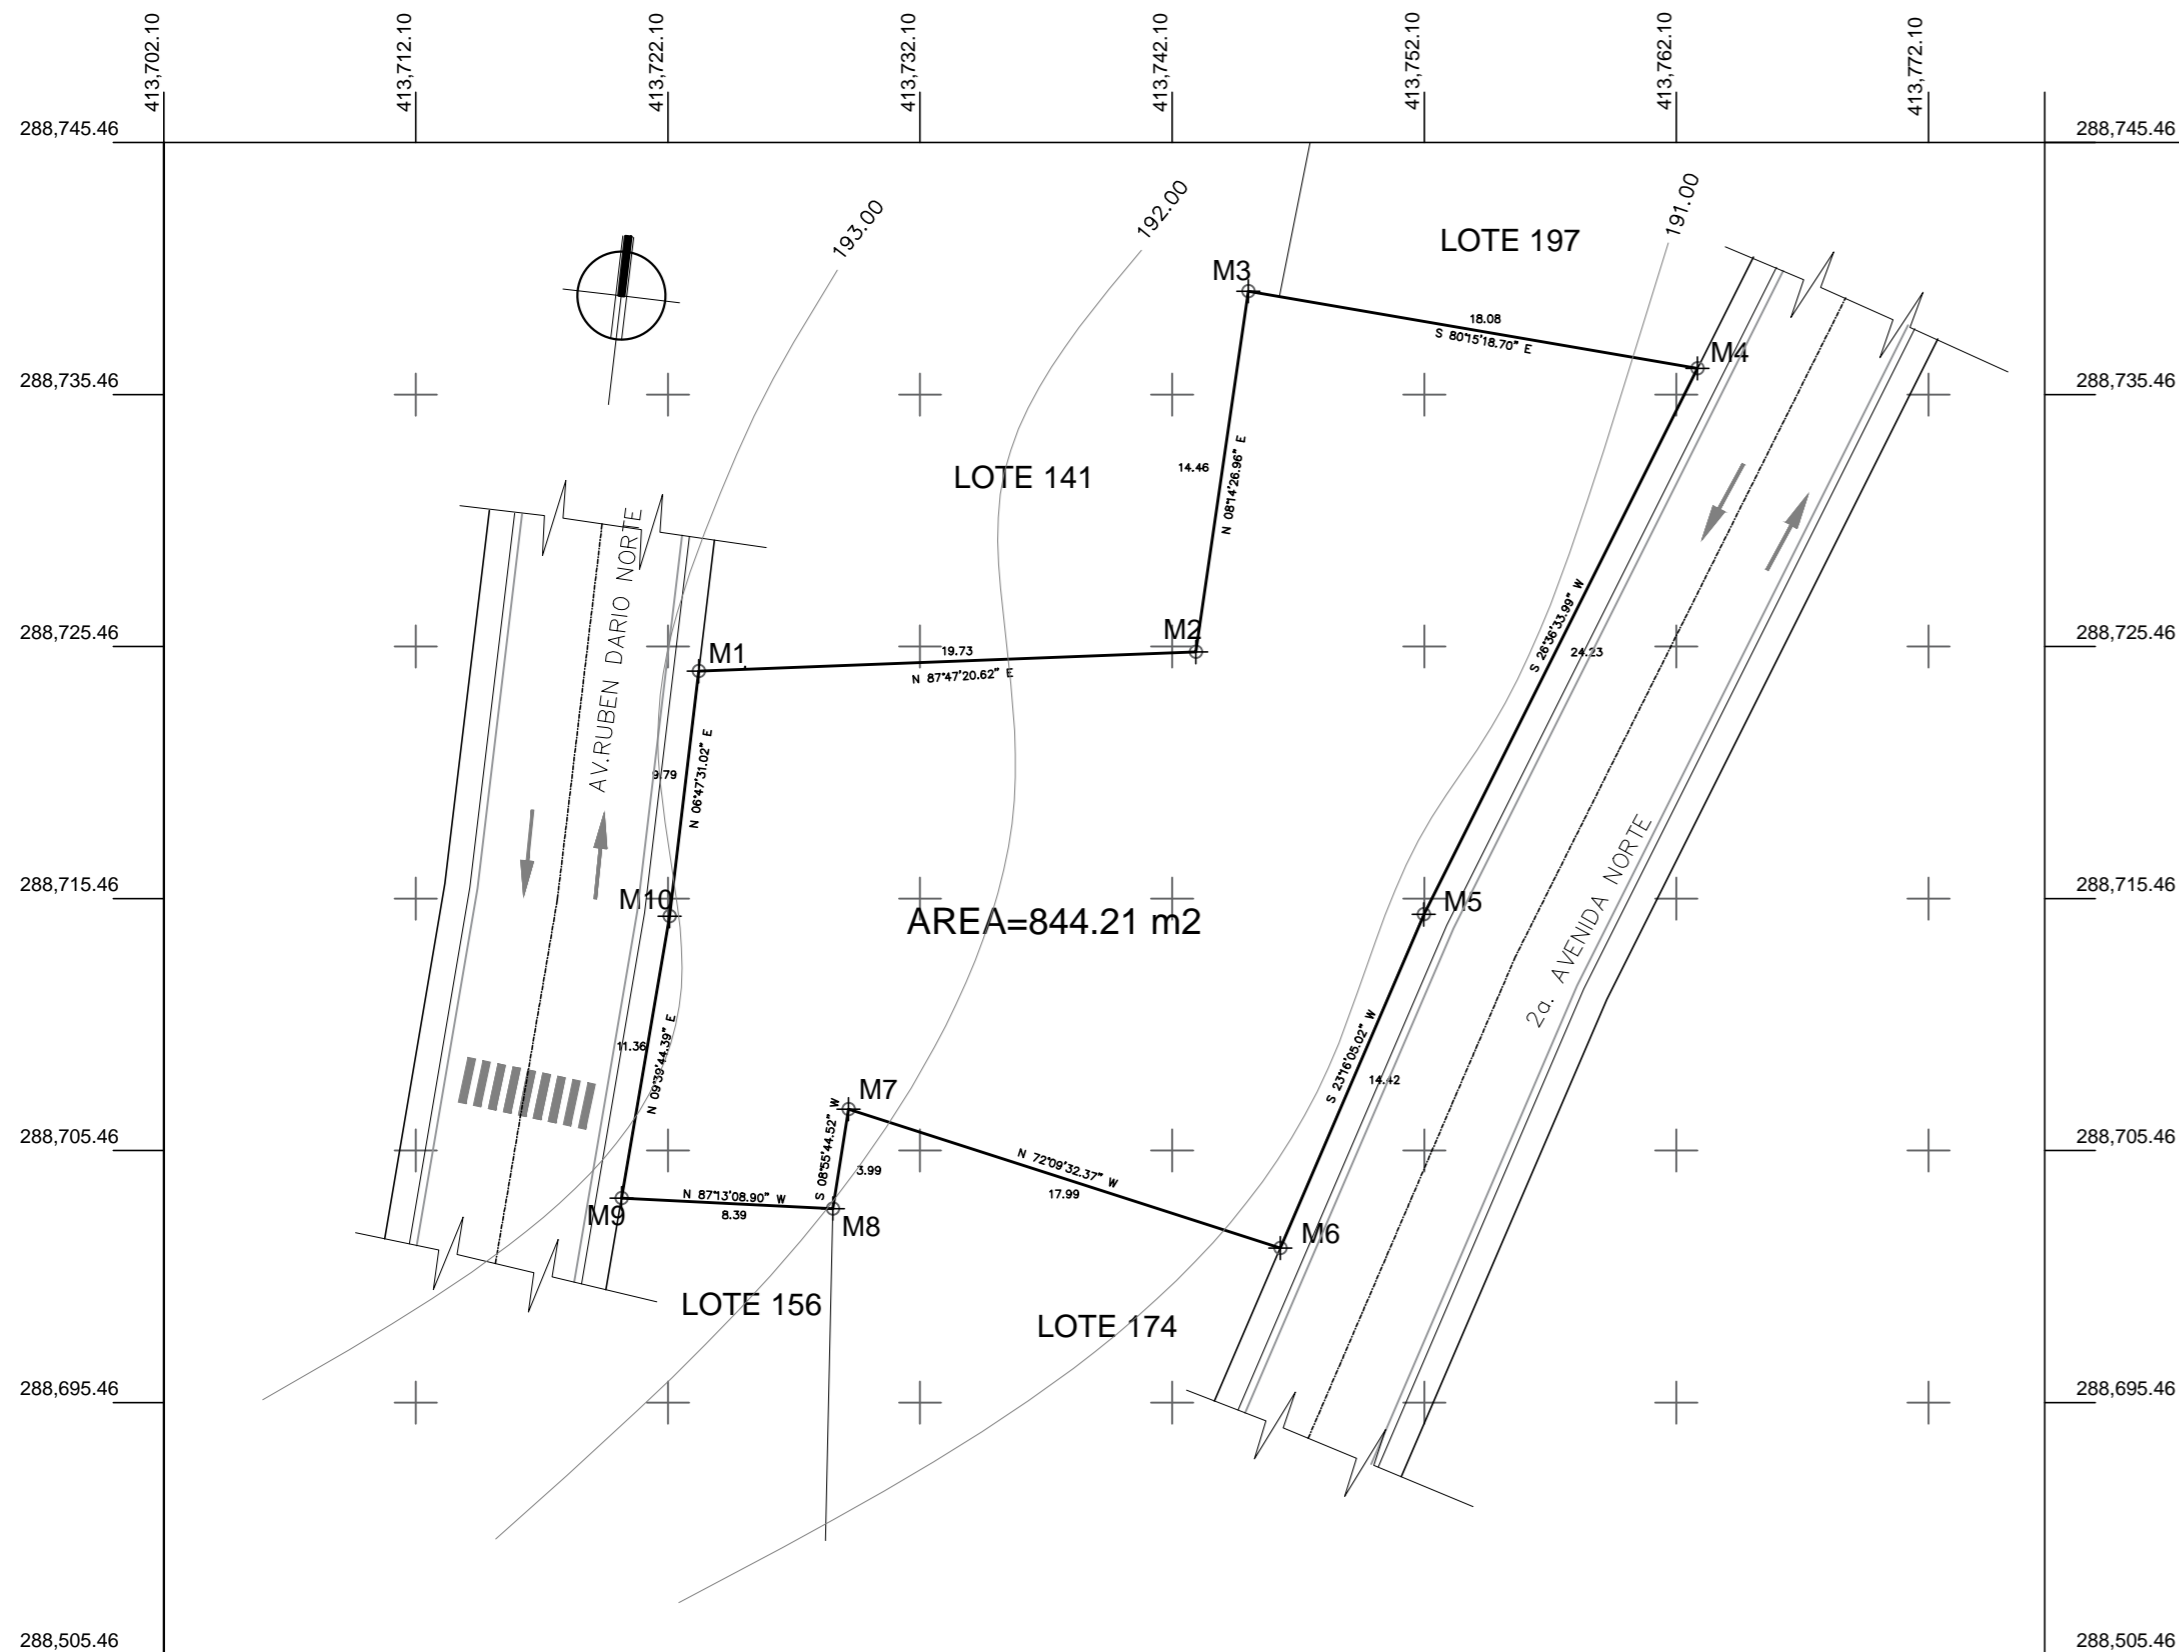 413,702.10
413,712.10
413,722.10
413,732.10
413,742.10
413,752.10
413,762.10
413,772.10
288,745.46
288,745.46
193.00
192.00
191.00
LOTE 197
M3
18.08
S 80°15'18.70" E
M4
288,735.46
288,735.46
LOTE 141
14.46
N 08°14'26.96" E
AV.RUBEN DARIO NORTE
S 26°36'33.99" W
24.23
288,725.46
288,725.46
M1
19.73
N 87°47'20.62" E
M2
9.79
N 06°47'31.02" E
288,715.46
288,715.46
M10
AREA=844.21 m2
M5
2a. AVENIDA NORTE
11.36
N 09°39'44.39" E
S 23°16'05.02" W
14.42
M7
S 08°55'44.52" W
3.99
N 72°09'32.37" W
17.99
288,705.46
288,705.46
N 87°13'08.90" W
8.39
M9
M8
M6
LOTE 156
LOTE 174
288,695.46
288,695.46
288,505.46
288,505.46